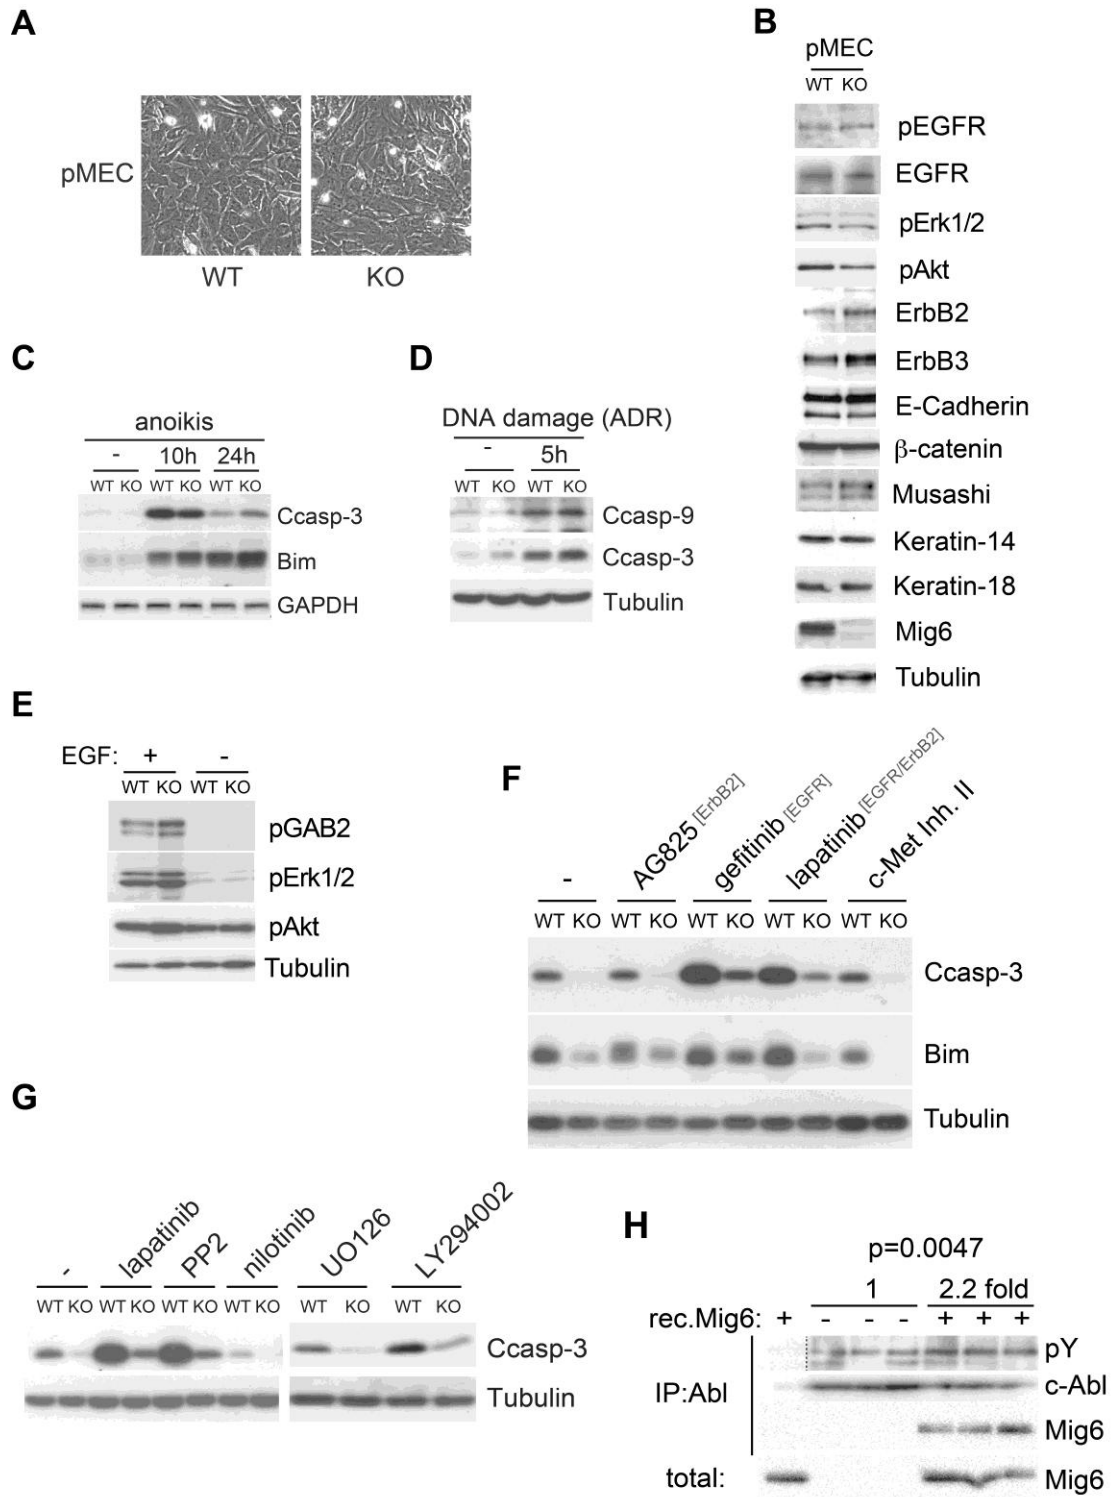 A
pMEC
WT KO
B
pMEC
WT KO
pEGFR
EGFR
pErk1/2
pAkt
ErbB2
ErbB3
E-Cadherin
β-catenin
Musashi
Keratin-14
Keratin-18
Mig6
Tubulin
C
anoikis
- 10h 24h
WT KO WT KO WT KO
Ccasp-3
Bim
GAPDH
D
DNA damage (ADR)
- 5h
WT KO WT KO
Ccasp-9
Ccasp-3
Tubulin
E
EGF: + -
WT KO WT KO
pGAB2
pErk1/2
pAkt
Tubulin
F
- AG825 [ErbB2] gefitinib [EGFR] lapatinib [EGFR/ErbB2] c-Met Inh. II
WT KO WT KO WT KO WT KO WT KO
Ccasp-3
Bim
Tubulin
G
- lapatinib PP2 nilotinib UO126 LY294002
WT KO WT KO WT KO WT KO WT KO WT KO
Ccasp-3
Tubulin
H
p=0.0047
1 2.2 fold
rec.Mig6: + - - - + + +
IP:Abl
pY
c-Abl
Mig6
total: Mig6